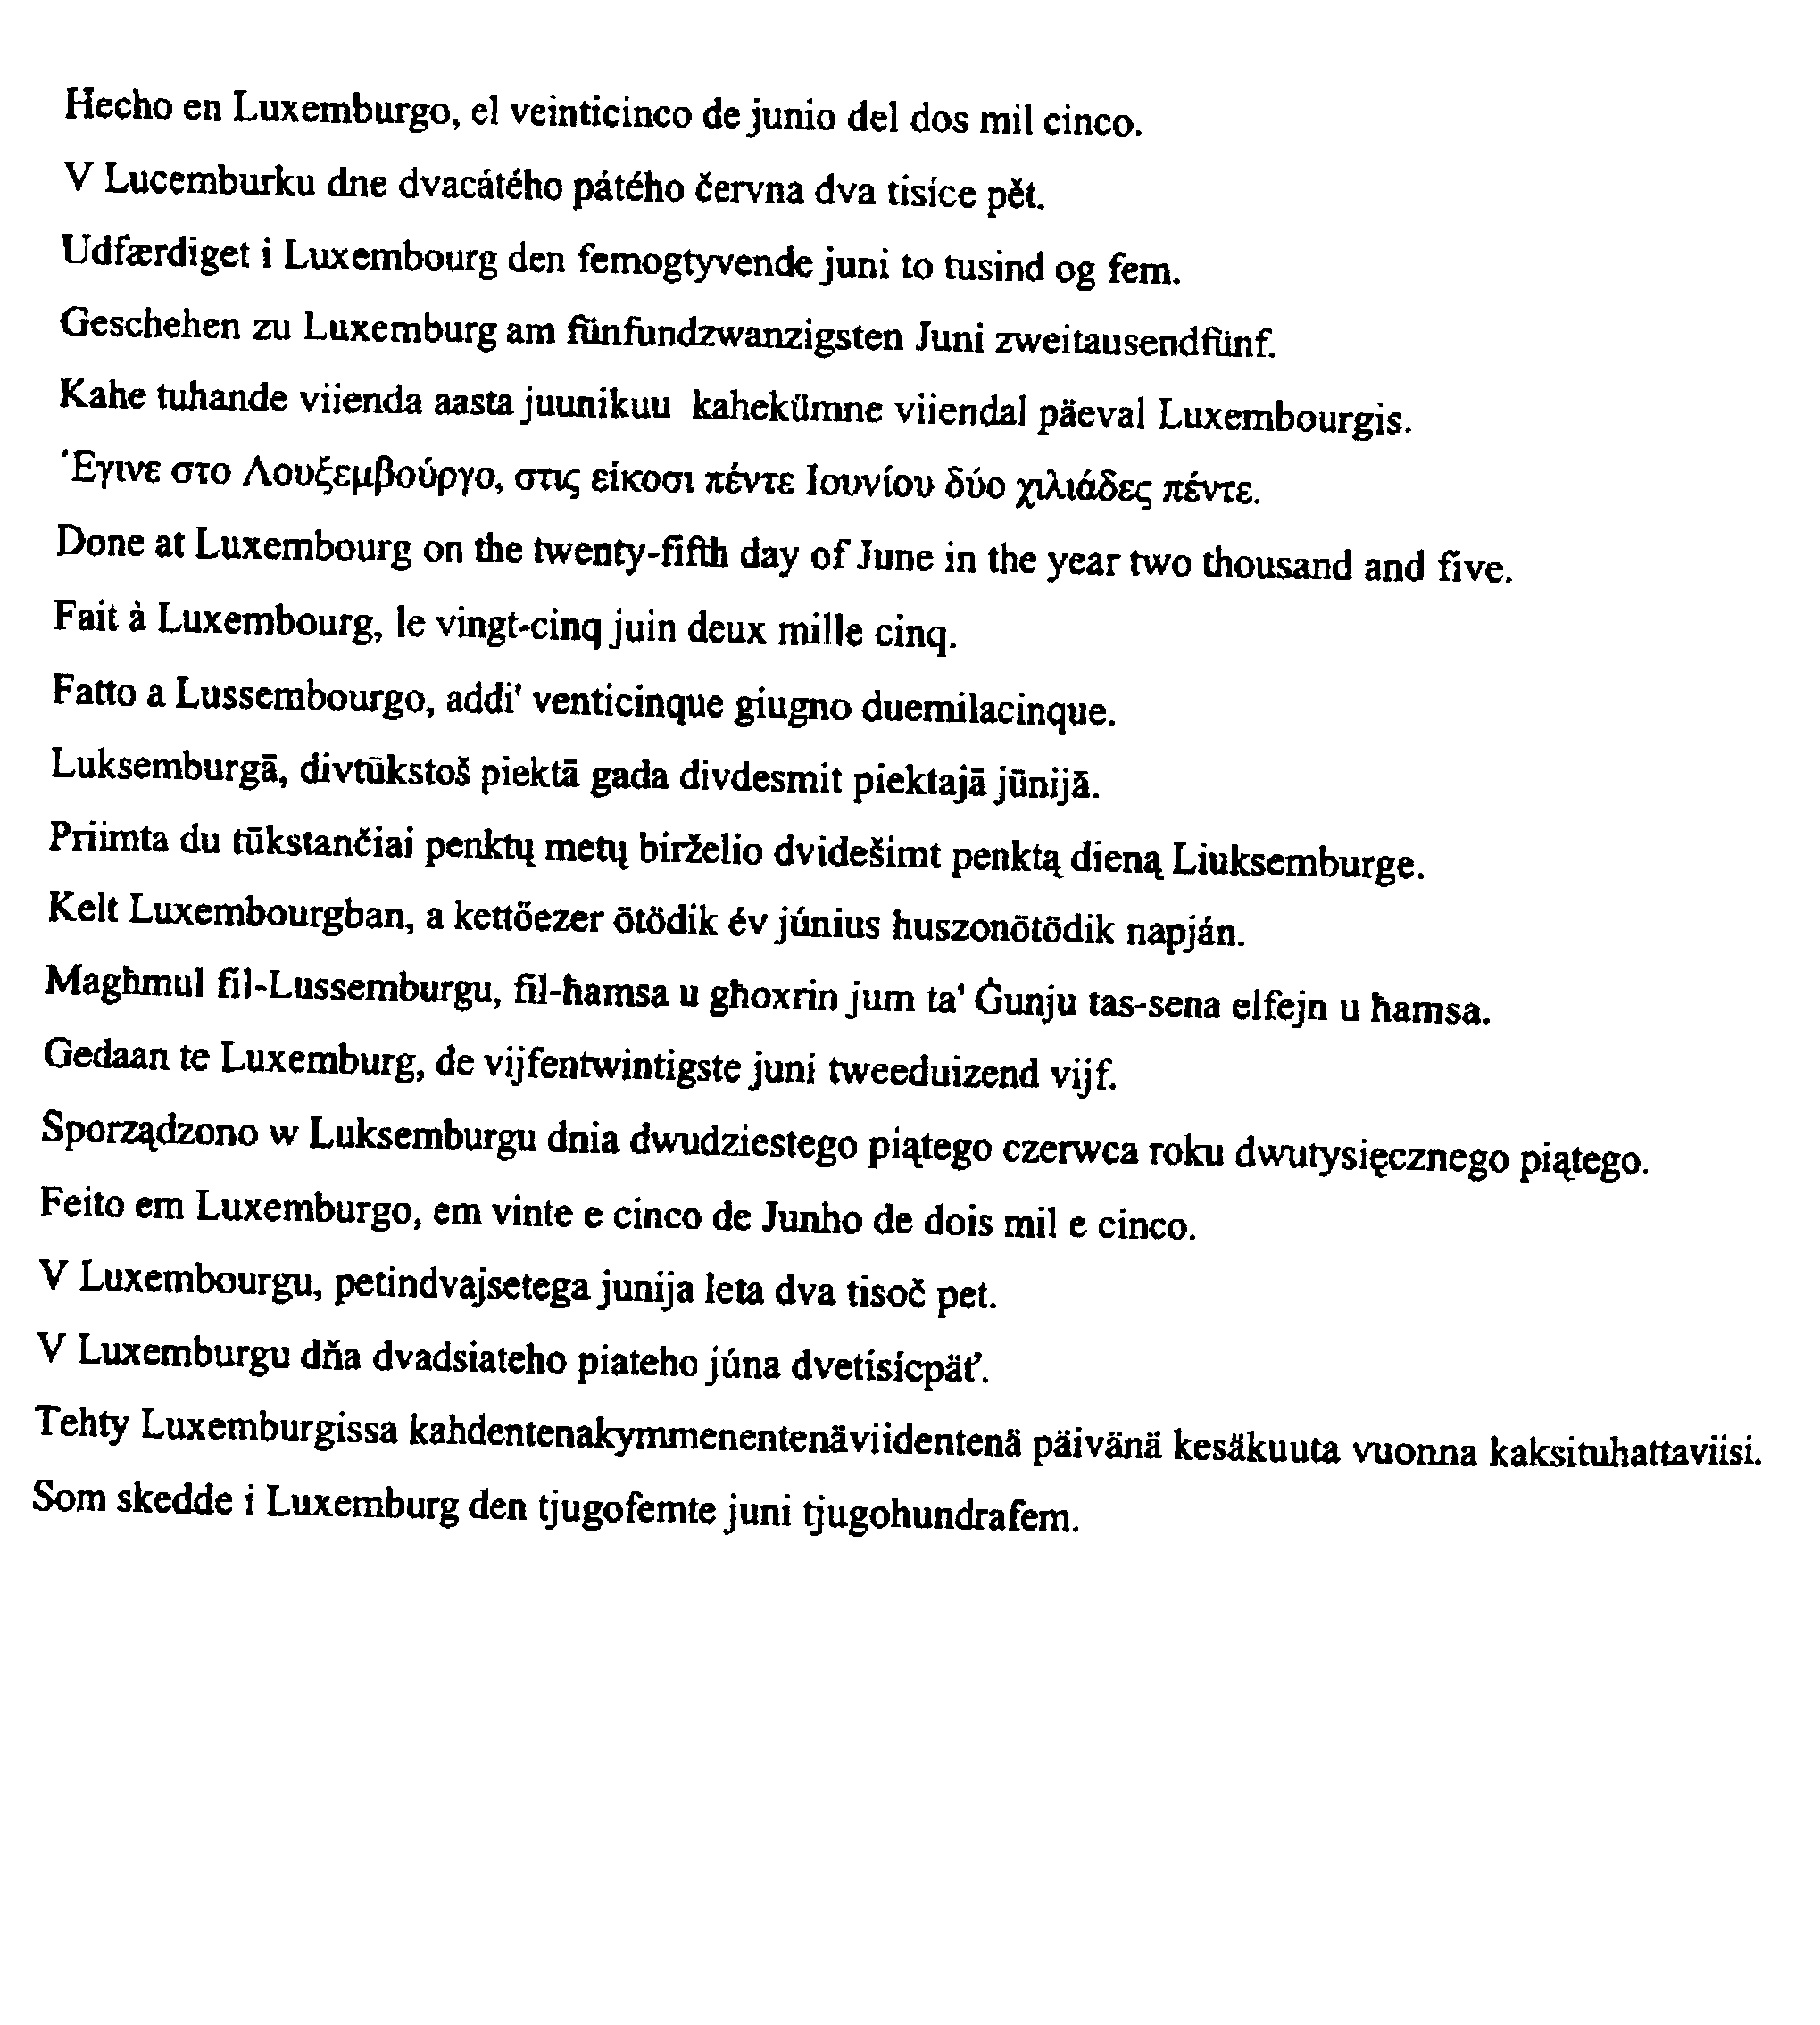 Hecho en Luxemburgo, el veinticinco de junio del dos mil cinco.
V Lucemburku dne dvacátého pátého června dva tisíce pět.
Udfærdiget i Luxembourg den femogtyvende juni to tusind og fem.
Geschehen zu Luxemburg am fünfundzwanzigsten Juni zweitausendfünf.
Kahe tuhande viienda aasta juunikuu kahekümne viiendal päeval Luxembourgis.
Έγινε στο Λουξεμβούργο, στις είκοσι πέντε Ιουνίου δύο χιλιάδες πέντε.
Done at Luxembourg on the twenty-fifth day of June in the year two thousand and five.
Fait à Luxembourg, le vingt-cinq juin deux mille cinq.
Fatto a Lussembourgo, addi' venticinque giugno duemilacinque.
Luksemburgā, divtūkstoš piektā gada divdesmit piektajā jūnijā.
Priimta du tūkstančiai penktų metų birželio dvidešimt penktą dieną Liuksemburge.
Kelt Luxembourgban, a kettőezer ötödik év június huszonötödik napján.
Magħmul fil-Lussemburgu, fil-ħamsa u għoxrin jum ta' Ġunju tas-sena elfejn u ħamsa.
Gedaan te Luxemburg, de vijfentwintigste juni tweeduizend vijf.
Sporządzono w Luksemburgu dnia dwudziestego piątego czerwca roku dwutysięcznego piątego.
Feito em Luxemburgo, em vinte e cinco de Junho de dois mil e cinco.
V Luxembourgu, petindvajsetega junija leta dva tisoč pet.
V Luxemburgu dňa dvadsiateho piateho júna dvetisícpäť.
Tehty Luxemburgissa kahdentenakymmenentenäviidentenä päivänä kesäkuuta vuonna kaksituhattaviisi.
Som skedde i Luxemburg den tjugofemte juni tjugohundrafem.